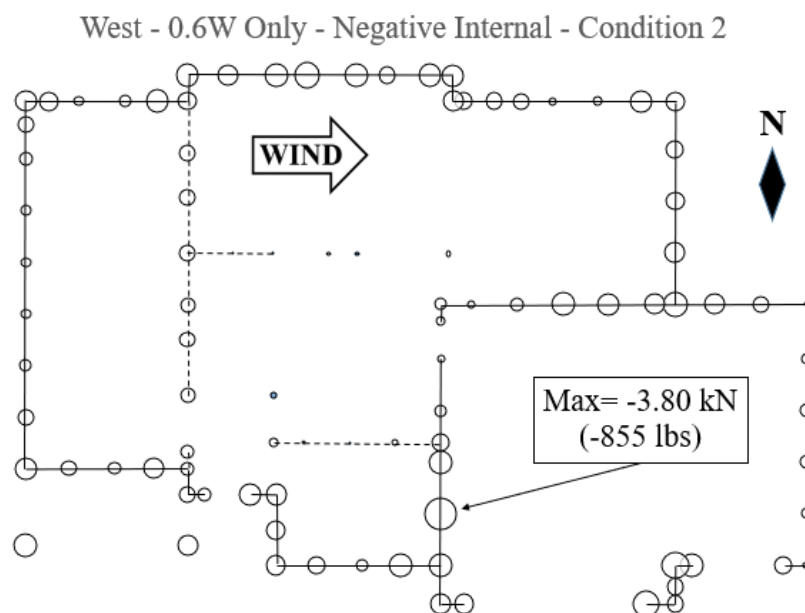 West - 0.6W Only - Negative Internal - Condition 2
WIND
N
Max= -3.80 kN
(-855 lbs)